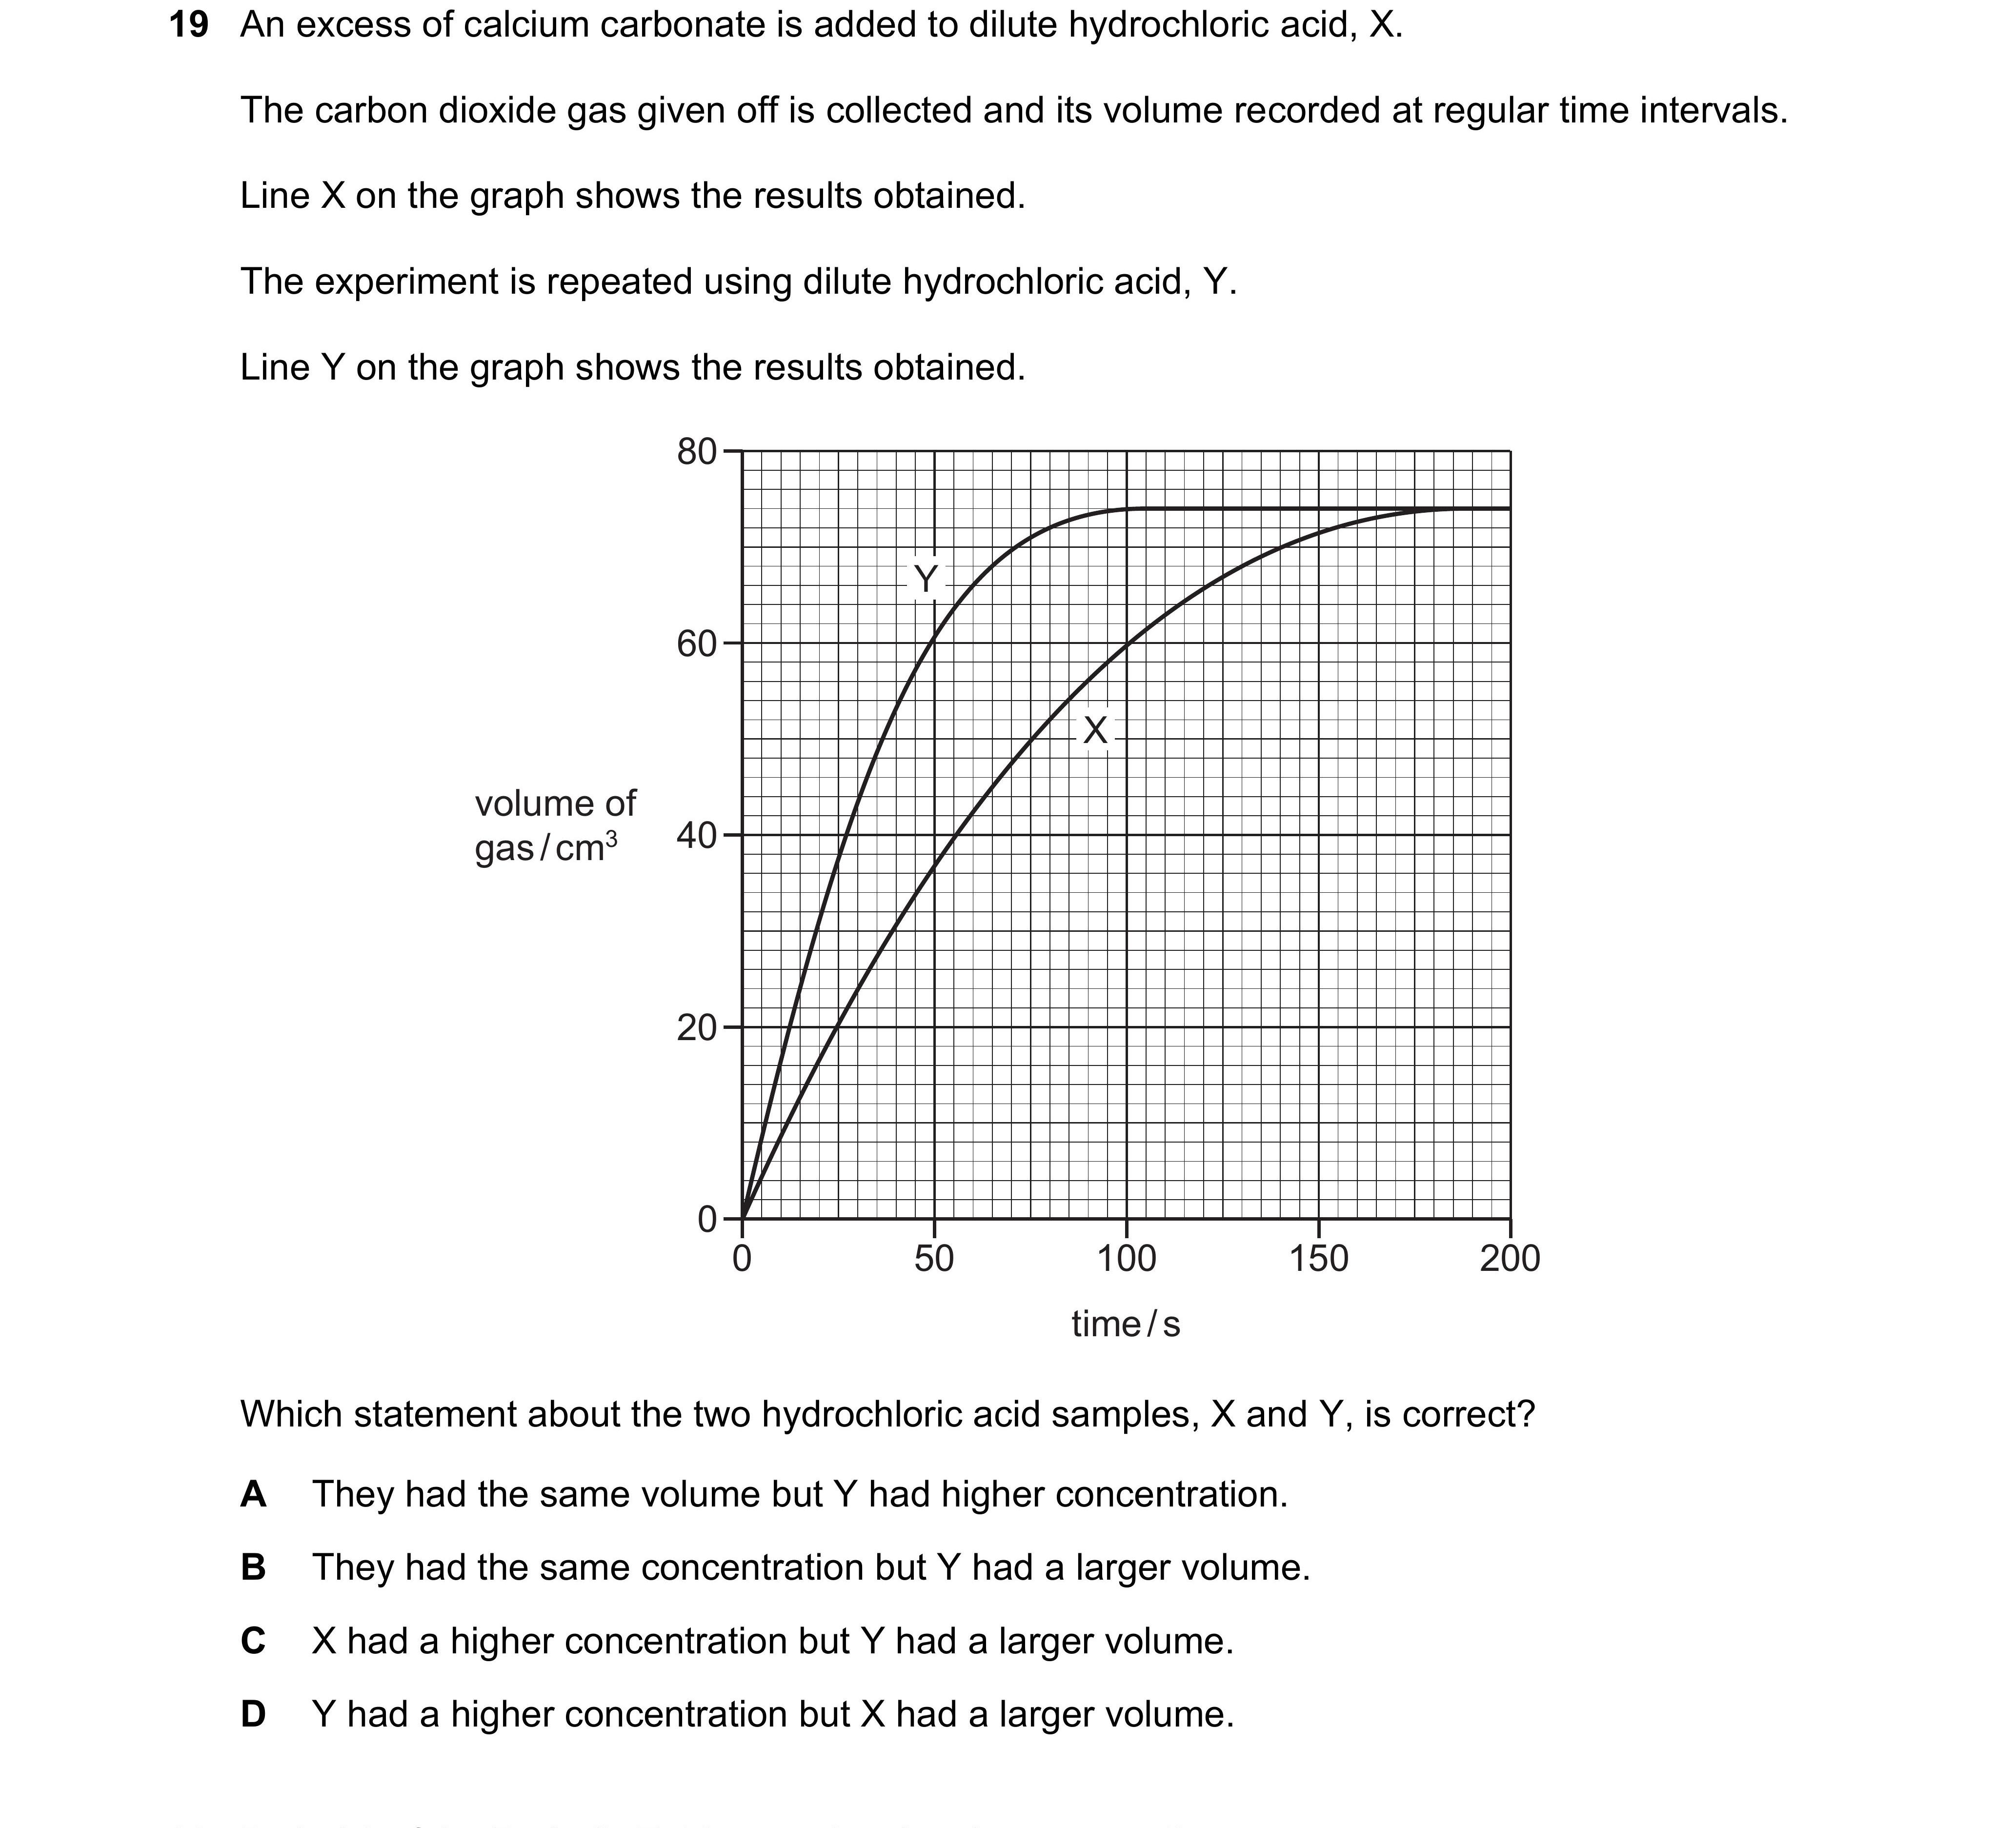 19 An excess of calcium carbonate is added to dilute hydrochloric acid, X.
The carbon dioxide gas given off is collected and its volume recorded at regular time intervals.
Line X on the graph shows the results obtained.
The experiment is repeated using dilute hydrochloric acid, Y.
Line Y on the graph shows the results obtained.
80
Y
60
X
volume of
gas / cm³
40
20
0
0 50 100 150 200
time / s
Which statement about the two hydrochloric acid samples, X and Y, is correct?
A They had the same volume but Y had higher concentration.
B They had the same concentration but Y had a larger volume.
C X had a higher concentration but Y had a larger volume.
D Y had a higher concentration but X had a larger volume.